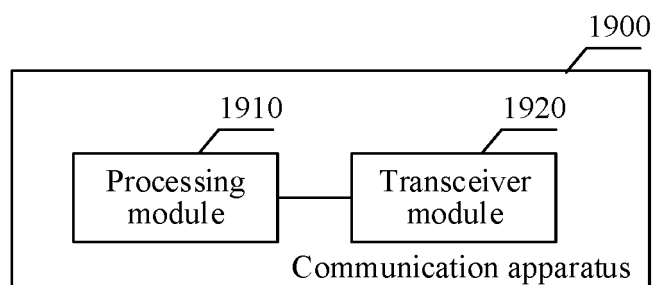 1900
1910
1920
Processing
module
Transceiver
module
Communication apparatus